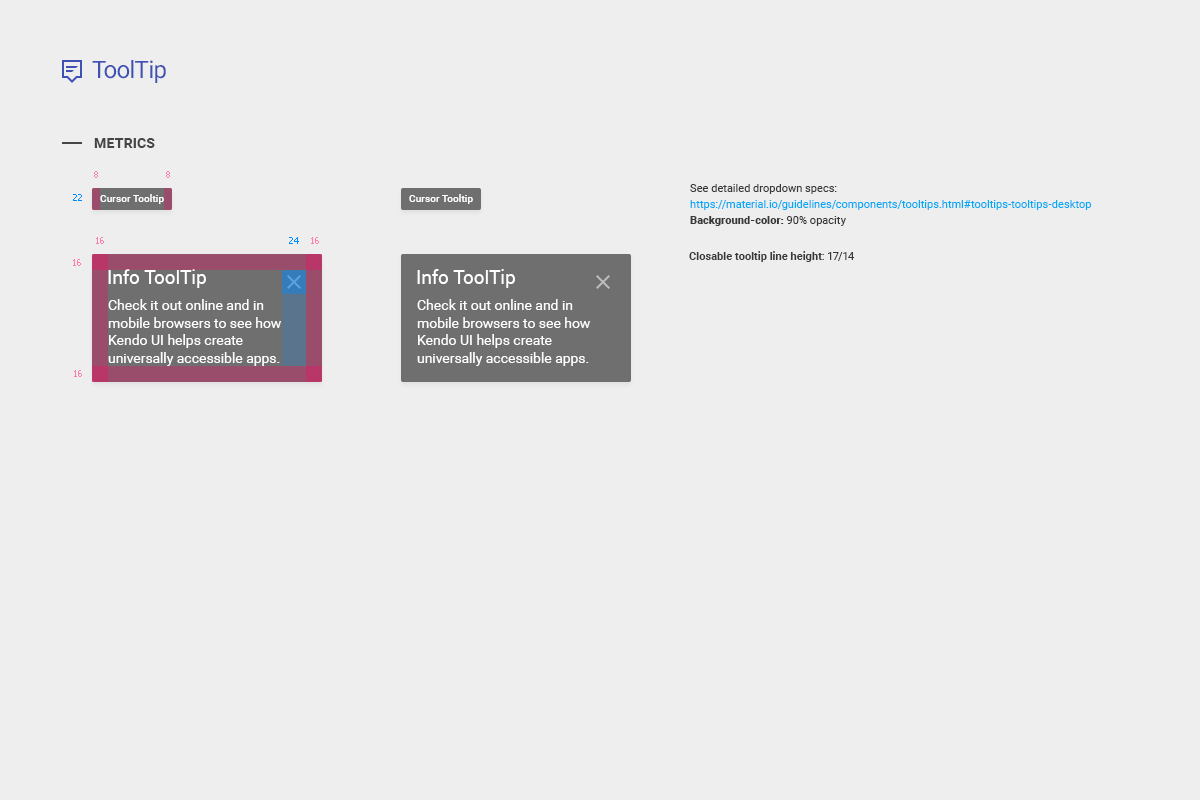 ToolTip
METRICS
8 8
22
Cursor Tooltip
Cursor Tooltip
See detailed dropdown specs:
https://material.io/guidelines/components/tooltips.html#tooltips-tooltips-desktop
Background-color: 90% opacity
16 24 16
16
Info ToolTip
Check it out online and in
mobile browsers to see how
Kendo UI helps create
universally accessible apps.
16
Info ToolTip
Check it out online and in
mobile browsers to see how
Kendo UI helps create
universally accessible apps.
Closable tooltip line height: 17/14